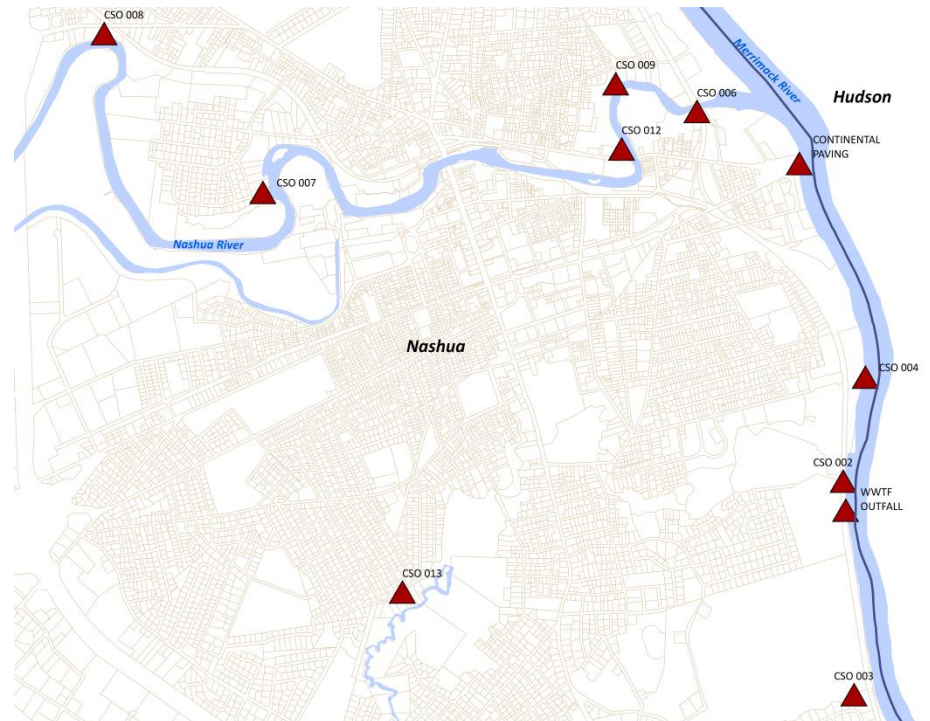 CSO 008
CSO 009
CSO 006
Merrimack River
Hudson
CSO 012
CONTINENTAL
PAVING
CSO 007
Nashua River
Nashua
CSO 004
CSO 002
WWTF
OUTFALL
CSO 013
CSO 003